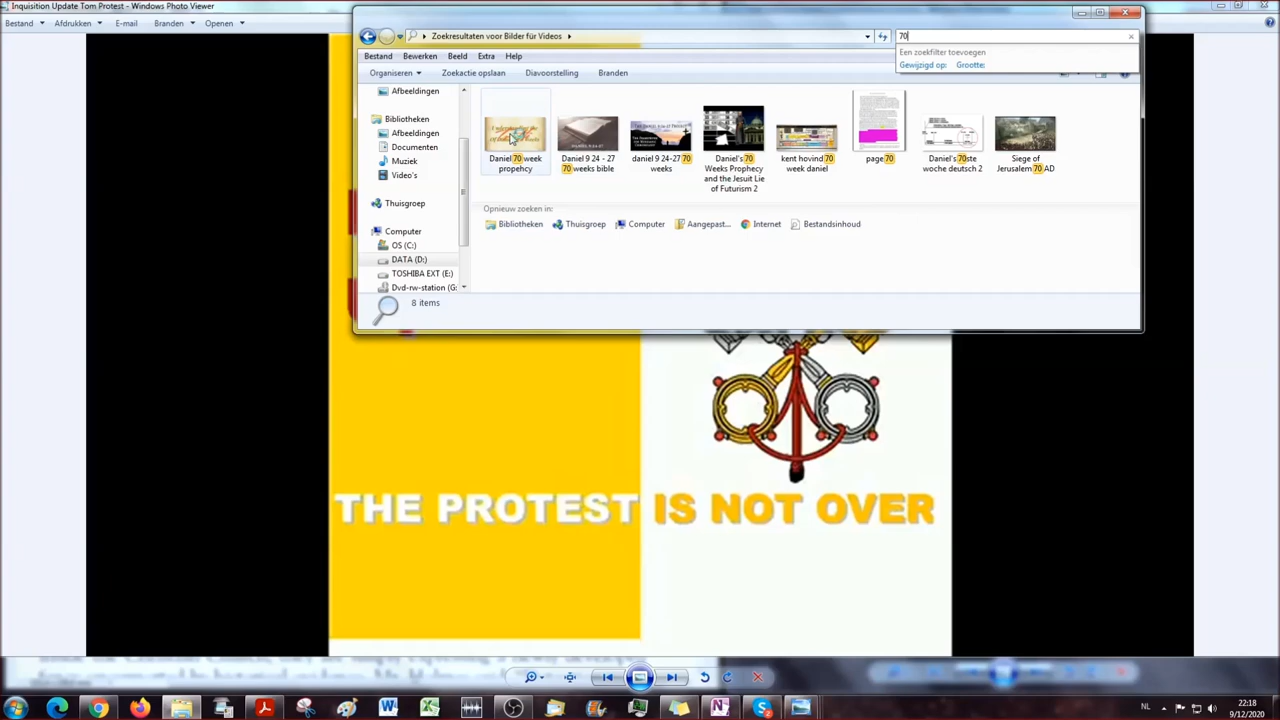 Inquisition Update Tom Protest - Windows Photo Viewer
Bestand Afdrukken E-mail Branden Openen
Zoekresultaten voor Bilder für Videos
70
Een zoekfilter toevoegen
Gewijzigd op: Grootte:
Bestand Bewerken Beeld Extra Help
Organiseren Zoekactie opslaan Diavoorstelling Branden
Afbeeldingen
Bibliotheken
Afbeeldingen
Documenten
Muziek
Video's
Thuisgroep
Computer
OS (C:)
DATA (D:)
TOSHIBA EXT (E:)
Dvd-rw-station (G:
Daniel 70 week
propehcy
Daniel 9 24 - 27
70 weeks bible
daniel 9 24-27 70
weeks
Daniel's 70
Weeks Prophecy
and the Jesuit Lie
of Futurism 2
kent hovind 70
week daniel
page 70
Daniel's 70ste
woche deutsch 2
Siege of
Jerusalem 70 AD
Opnieuw zoeken in:
Bibliotheken Thuisgroep Computer Aangepast... Internet Bestandsinhoud
8 items
THE PROTEST IS NOT OVER
NL
22:18
9/12/2020